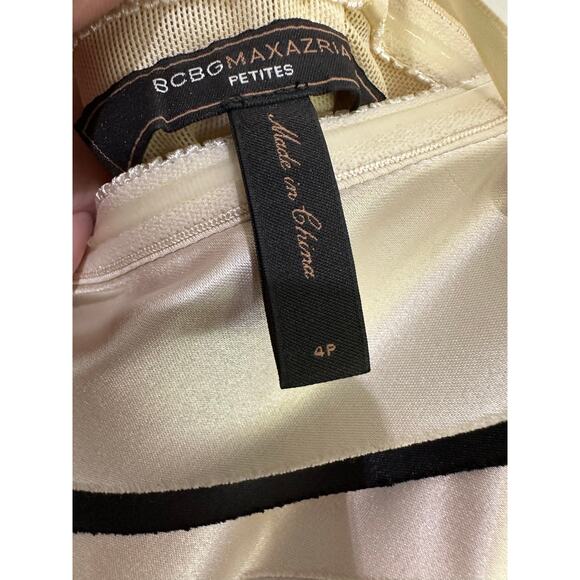 BCBGMAXAZRIA
PETITES
Made in China
4P